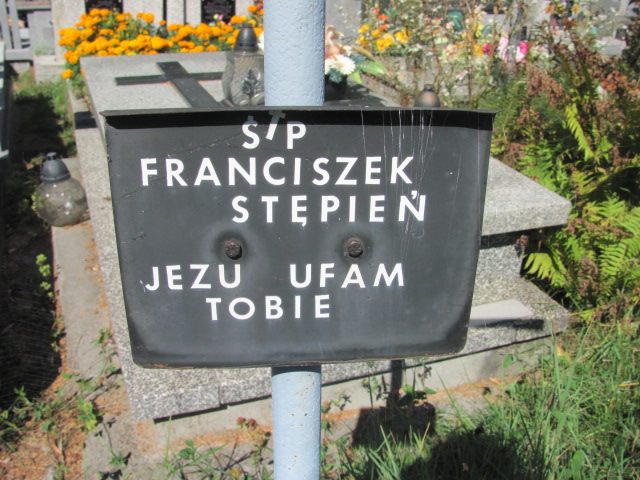 S†P
FRANCISZEK
STĘPIEŃ
JEZU UFAM
TOBIE